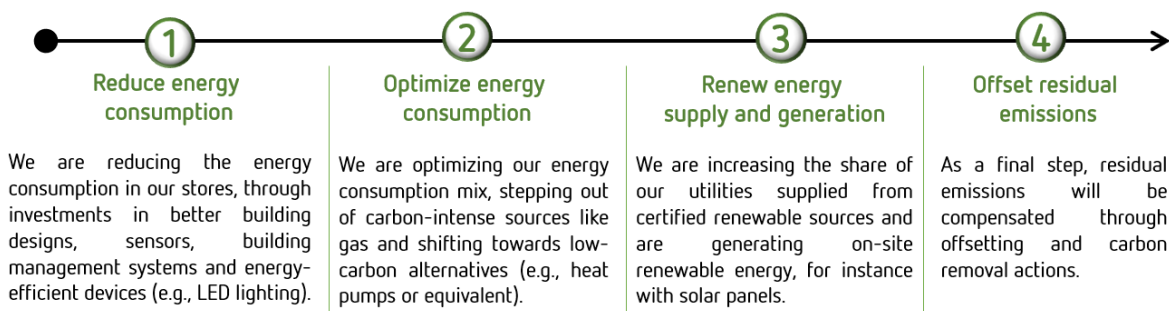 1
Reduce energy
consumption
We are reducing the energy
consumption in our stores, through
investments in better building
designs, sensors, building
management systems and energy-
efficient devices (e.g., LED lighting).
2
Optimize energy
consumption
We are optimizing our energy
consumption mix, stepping out
of carbon-intense sources like
gas and shifting towards low-
carbon alternatives (e.g., heat
pumps or equivalent).
3
Renew energy
supply and generation
We are increasing the share of
our utilities supplied from
certified renewable sources and
are generating on-site
renewable energy, for instance
with solar panels.
4
Offset residual
emissions
As a final step, residual
emissions will be
compensated through
offsetting and carbon
removal actions.